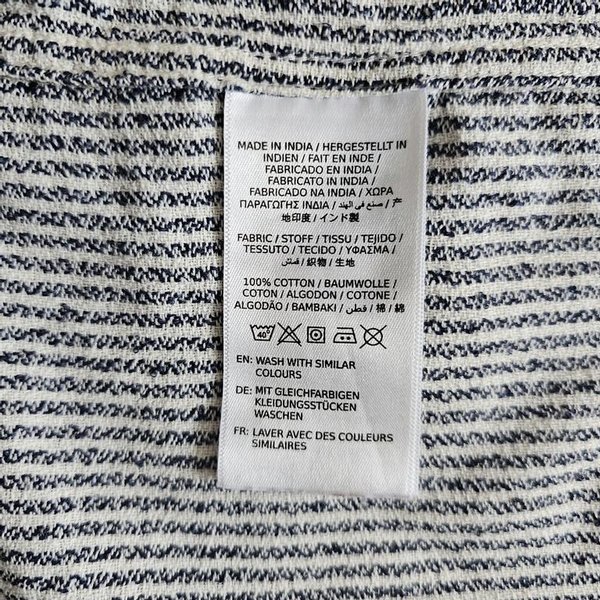 MADE IN INDIA / HERGESTELLT IN
INDIEN / FAIT EN INDE /
FABRICADO EN INDIA /
FABRICATO IN INDIA /
FABRICADO NA INDIA / ΧΩΡΑ
ΠΑΡΑΓΩΓΗΣ ΙΝΔΙΑ / صنع في الهند / 产
地印度 / インド製
FABRIC / STOFF / TISSU / TEJIDO /
TESSUTO / TECIDO / ΥΦΑΣΜΑ /
قماش / 织物 / 生地
100% COTTON / BAUMWOLLE /
COTON / ALGODON / COTONE /
ALGODÃO / BAMBAKI / قطن / 棉 / 綿
40°
EN: WASH WITH SIMILAR
COLOURS
DE: MIT GLEICHFARBIGEN
KLEIDUNGSSTÜCKEN
WASCHEN
FR: LAVER AVEC DES COULEURS
SIMILAIRES